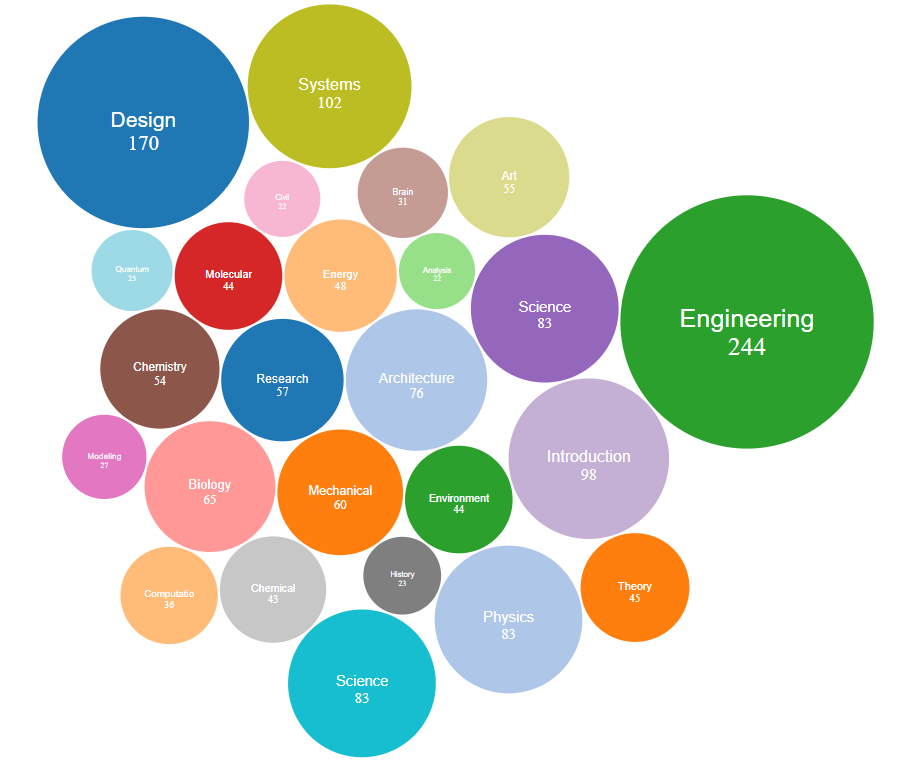 Design
170
Systems
102
Civil
22
Brain
31
Art
55
Quantum
25
Molecular
44
Energy
48
Analysis
22
Science
83
Engineering
244
Chemistry
54
Research
57
Architecture
76
Modeling
27
Biology
65
Mechanical
60
Environment
44
Introduction
98
Computatio
36
Chemical
43
History
23
Physics
83
Theory
45
Science
83